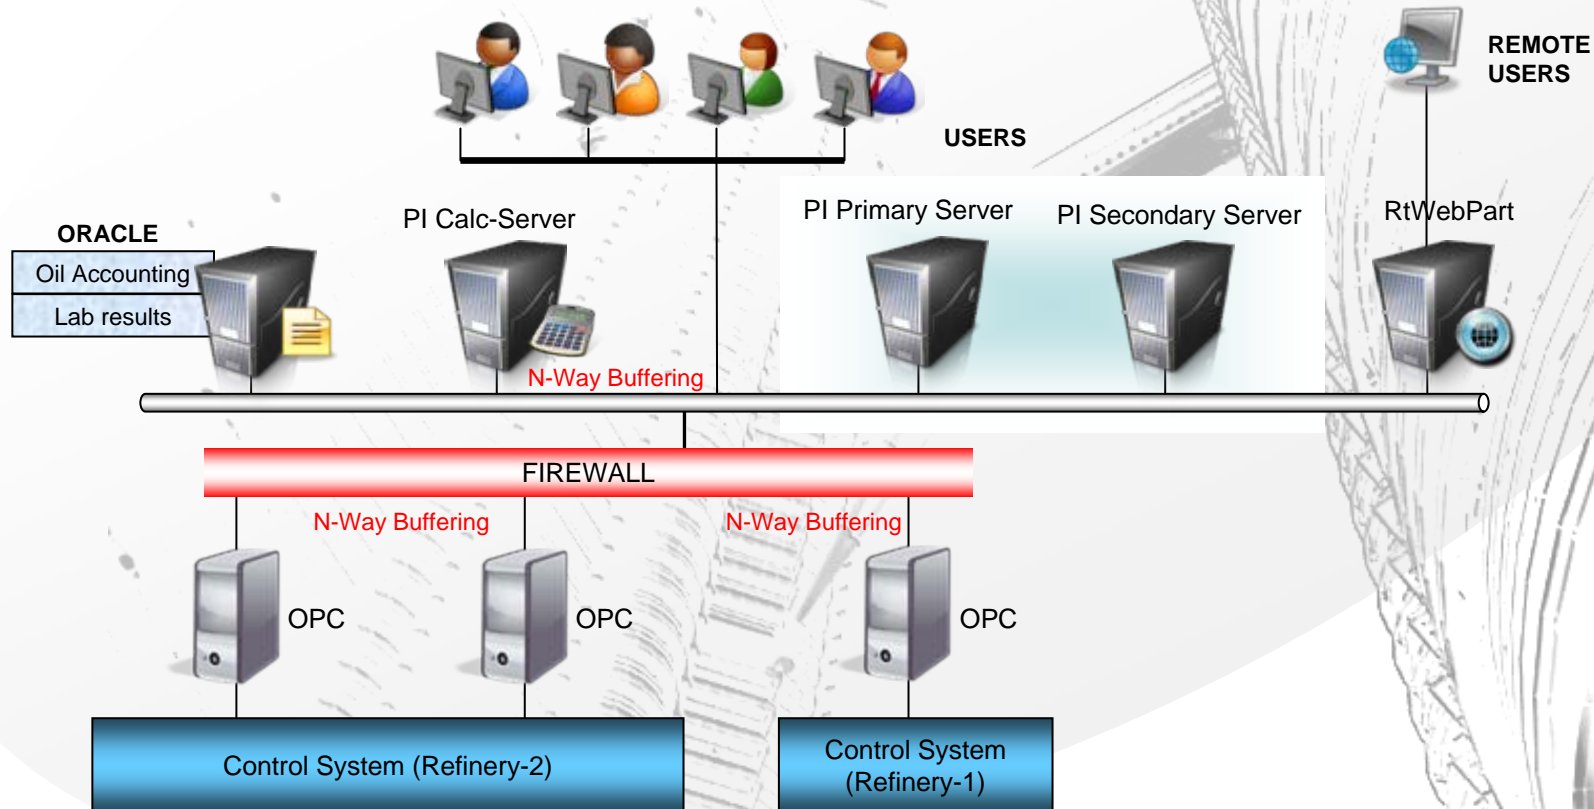 REMOTE
USERS
USERS
ORACLE
Oil Accounting
Lab results
PI Calc-Server
PI Primary Server
PI Secondary Server
RtWebPart
N-Way Buffering
FIREWALL
N-Way Buffering
N-Way Buffering
OPC
OPC
OPC
Control System (Refinery-2)
Control System
(Refinery-1)